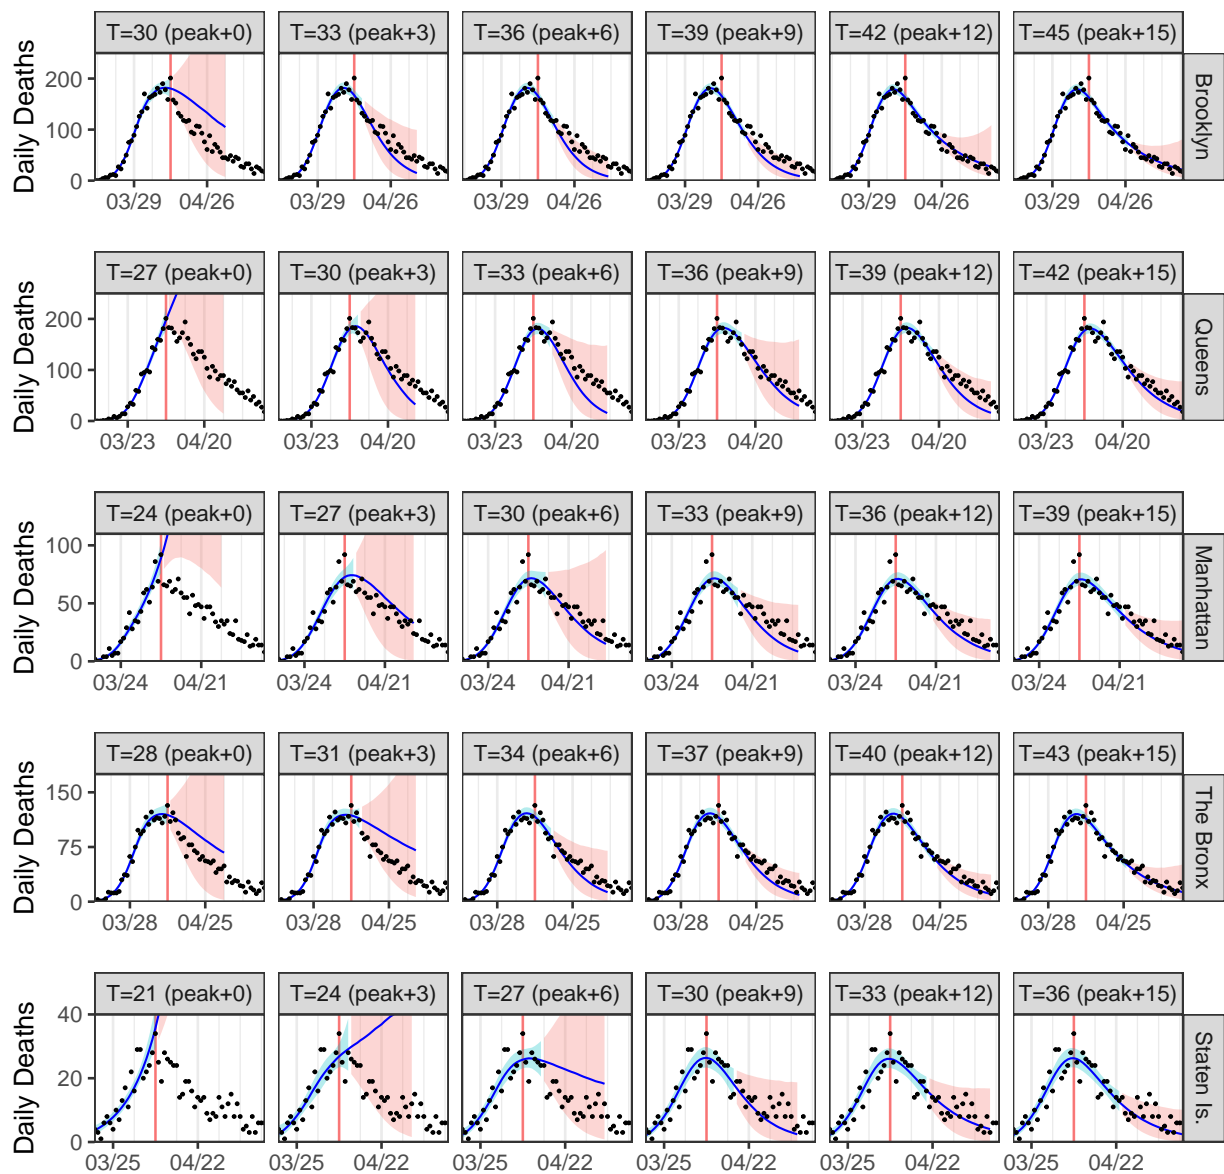 T=30 (peak+0) T=33 (peak+3) T=36 (peak+6) T=39 (peak+9) T=42 (peak+12) T=45 (peak+15)
Daily Deaths
200
100
0
Brooklyn
03/29 04/26 03/29 04/26 03/29 04/26 03/29 04/26 03/29 04/26 03/29 04/26
T=27 (peak+0) T=30 (peak+3) T=33 (peak+6) T=36 (peak+9) T=39 (peak+12) T=42 (peak+15)
Daily Deaths
200
100
0
Queens
03/23 04/20 03/23 04/20 03/23 04/20 03/23 04/20 03/23 04/20 03/23 04/20
T=24 (peak+0) T=27 (peak+3) T=30 (peak+6) T=33 (peak+9) T=36 (peak+12) T=39 (peak+15)
Daily Deaths
100
50
0
Manhattan
03/24 04/21 03/24 04/21 03/24 04/21 03/24 04/21 03/24 04/21 03/24 04/21
T=28 (peak+0) T=31 (peak+3) T=34 (peak+6) T=37 (peak+9) T=40 (peak+12) T=43 (peak+15)
Daily Deaths
150
75
0
The Bronx
03/28 04/25 03/28 04/25 03/28 04/25 03/28 04/25 03/28 04/25 03/28 04/25
T=21 (peak+0) T=24 (peak+3) T=27 (peak+6) T=30 (peak+9) T=33 (peak+12) T=36 (peak+15)
Daily Deaths
40
20
0
Staten Is.
03/25 04/22 03/25 04/22 03/25 04/22 03/25 04/22 03/25 04/22 03/25 04/22